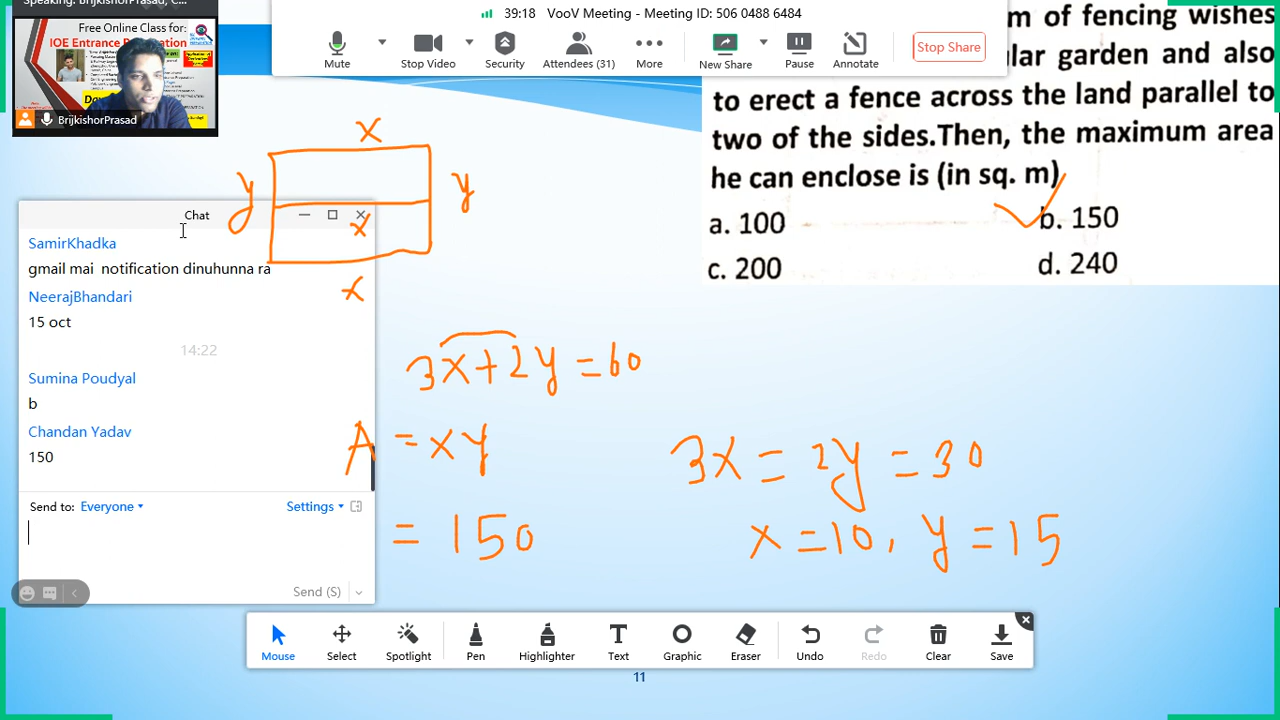 39:18 VooV Meeting - Meeting ID: 506 0488 6484
Mute Stop Video Security Attendees (31) More New Share Pause Annotate Stop Share
Free Online Class for:
IOE Entrance
BrijkishorPrasad
m of fencing wishes
lar garden and also
to erect a fence across the land parallel to
two of the sides.Then, the maximum area
he can enclose is (in sq. m)
a. 100 b. 150
c. 200 d. 240
x
y y
x
x
Chat
SamirKhadka
gmail mai notification dinuhunna ra
NeerajBhandari
15 oct
14:22
Sumina Poudyal
b
Chandan Yadav
150
Send to: Everyone Settings
Send (S)
3x+2y=60
A = xy
= 150
3x = 2y = 30
x = 10, y = 15
Mouse Select Spotlight Pen Highlighter Text Graphic Eraser Undo Redo Clear Save
11